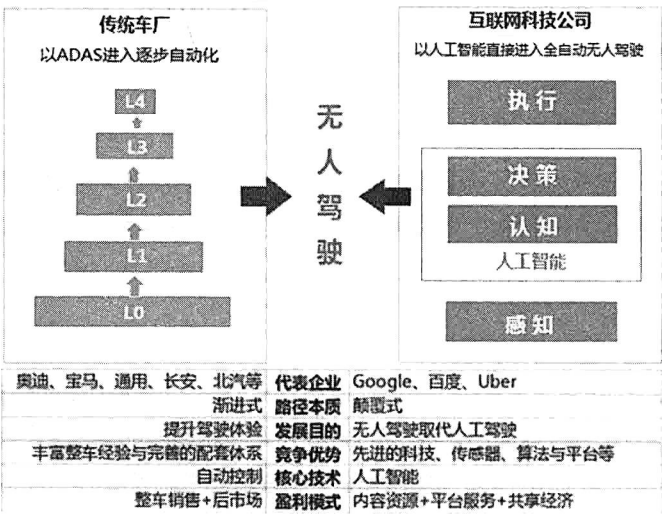 传统车厂
以ADAS进入逐步自动化
L4
L3
L2
L1
L0
无
人
驾
驶
互联网科技公司
以人工智能直接进入全自动无人驾驶
执行
决策
认知
人工智能
感知
奥迪、宝马、通用、长安、北汽等 代表企业 Google、百度、Uber
渐进式 路径本质 颠覆式
提升驾驶体验 发展目的 无人驾驶取代人工驾驶
丰富整车经验与完善的配套体系 竞争优势 先进的科技、传感器、算法与平台等
自动控制 核心技术 人工智能
整车销售+后市场 盈利模式 内容资源+平台服务+共享经济